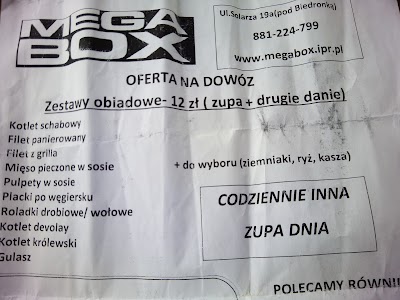 MEGA
BOX
Ul.Solarza 19a(pod Biedronką)
881-224-799
www.megabox.ipr.pl
OFERTA NA DOWÓZ
Zestawy obiadowe- 12 zł ( zupa + drugie danie)
Kotlet schabowy
Filet panierowany
Filet z grilla
Mięso pieczone w sosie
Pulpety w sosie
Placki po węgiersku
Roladki drobiowe/ wołowe
Kotlet devolay
Kotlet królewski
Gulasz
+ do wyboru (ziemniaki, ryż, kasza)
CODZIENNIE INNA
ZUPA DNIA
POLECAMY RÓWNI